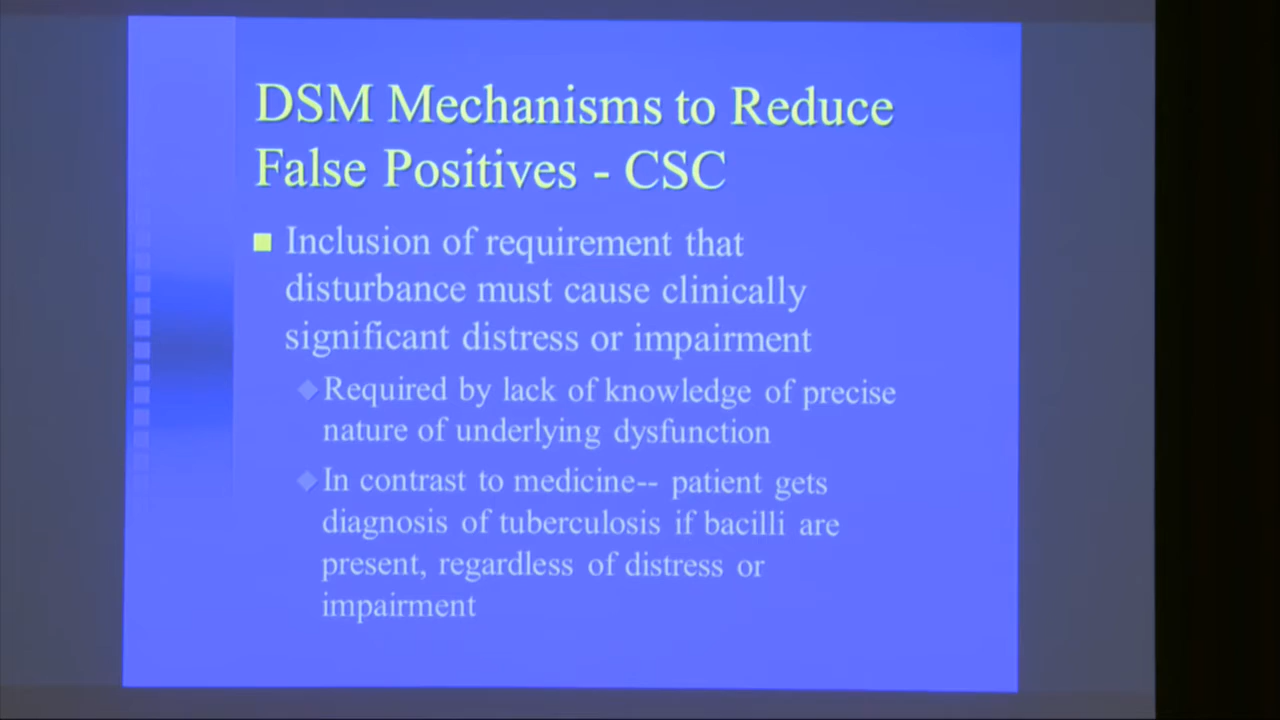 DSM Mechanisms to Reduce
False Positives - CSC
Inclusion of requirement that
disturbance must cause clinically
significant distress or impairment
Required by lack of knowledge of precise
nature of underlying dysfunction
In contrast to medicine-- patient gets
diagnosis of tuberculosis if bacilli are
present, regardless of distress or
impairment